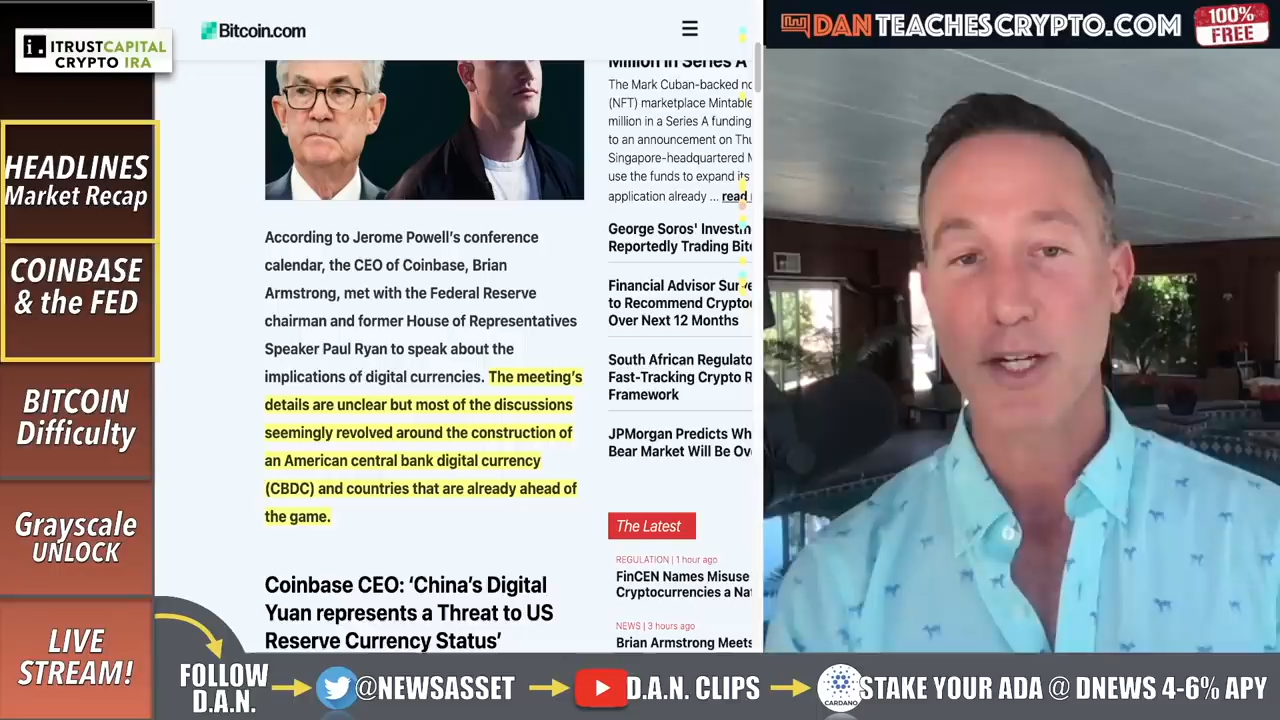 ITRUSTCAPITAL
CRYPTO IRA
HEADLINES
Market Recap
COINBASE
& the FED
BITCOIN
Difficulty
Grayscale
UNLOCK
LIVE
STREAM!
Bitcoin.com
According to Jerome Powell's conference
calendar, the CEO of Coinbase, Brian
Armstrong, met with the Federal Reserve
chairman and former House of Representatives
Speaker Paul Ryan to speak about the
implications of digital currencies. The meeting's
details are unclear but most of the discussions
seemingly revolved around the construction of
an American central bank digital currency
(CBDC) and countries that are already ahead of
the game.
Coinbase CEO: 'China's Digital
Yuan represents a Threat to US
Reserve Currency Status'
Million in Series A
The Mark Cuban-backed
(NFT) marketplace Mintable
million in a Series A funding
to an announcement on
Singapore-headquartered
use the funds to expand its
application already ... read
George Soros'
Reportedly Trading
Financial Advisor
to Recommend
Over Next 12 Months
South African
Fast-Tracking Crypto
Framework
JPMorgan Predicts
Bear Market Will Be
The Latest
REGULATION | 1 hour ago
FinCEN Names Misuse
Cryptocurrencies a
NEWS | 3 hours ago
Brian Armstrong Meets
DANTEACHESCRYPTO.COM
100%
FREE
FOLLOW
D.A.N.
@NEWSASSET
D.A.N. CLIPS
CARDANO
STAKE YOUR ADA @ DNEWS 4-6% APY